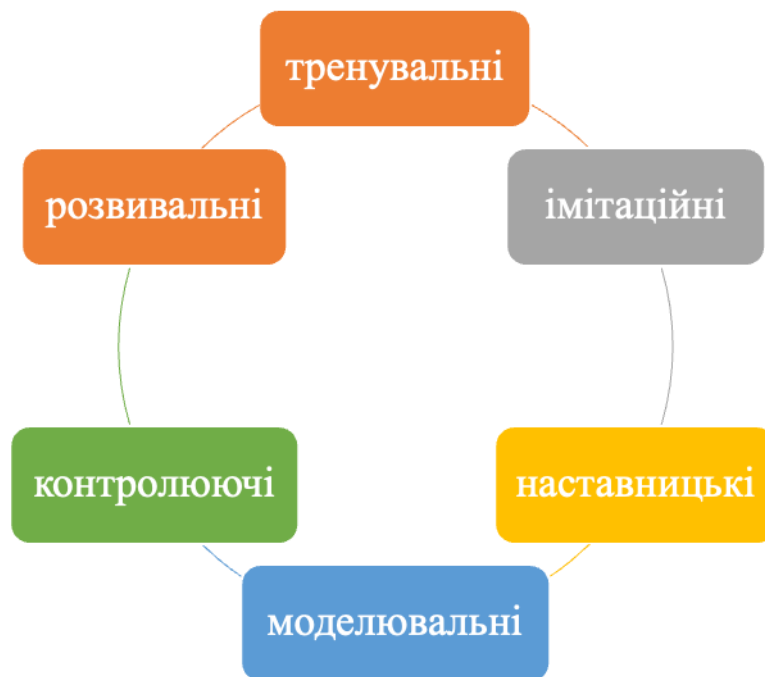 тренувальні
розвивальні
імітаційні
контролюючі
наставницькі
моделювальні